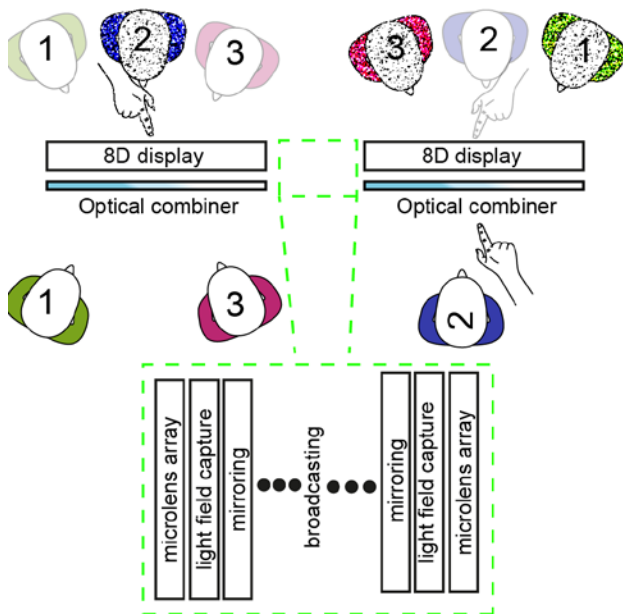 1
2
3
3
2
1
8D display
8D display
Optical combiner
Optical combiner
1
3
2
microlens array
light field capture
mirroring
broadcasting
mirroring
light field capture
microlens array